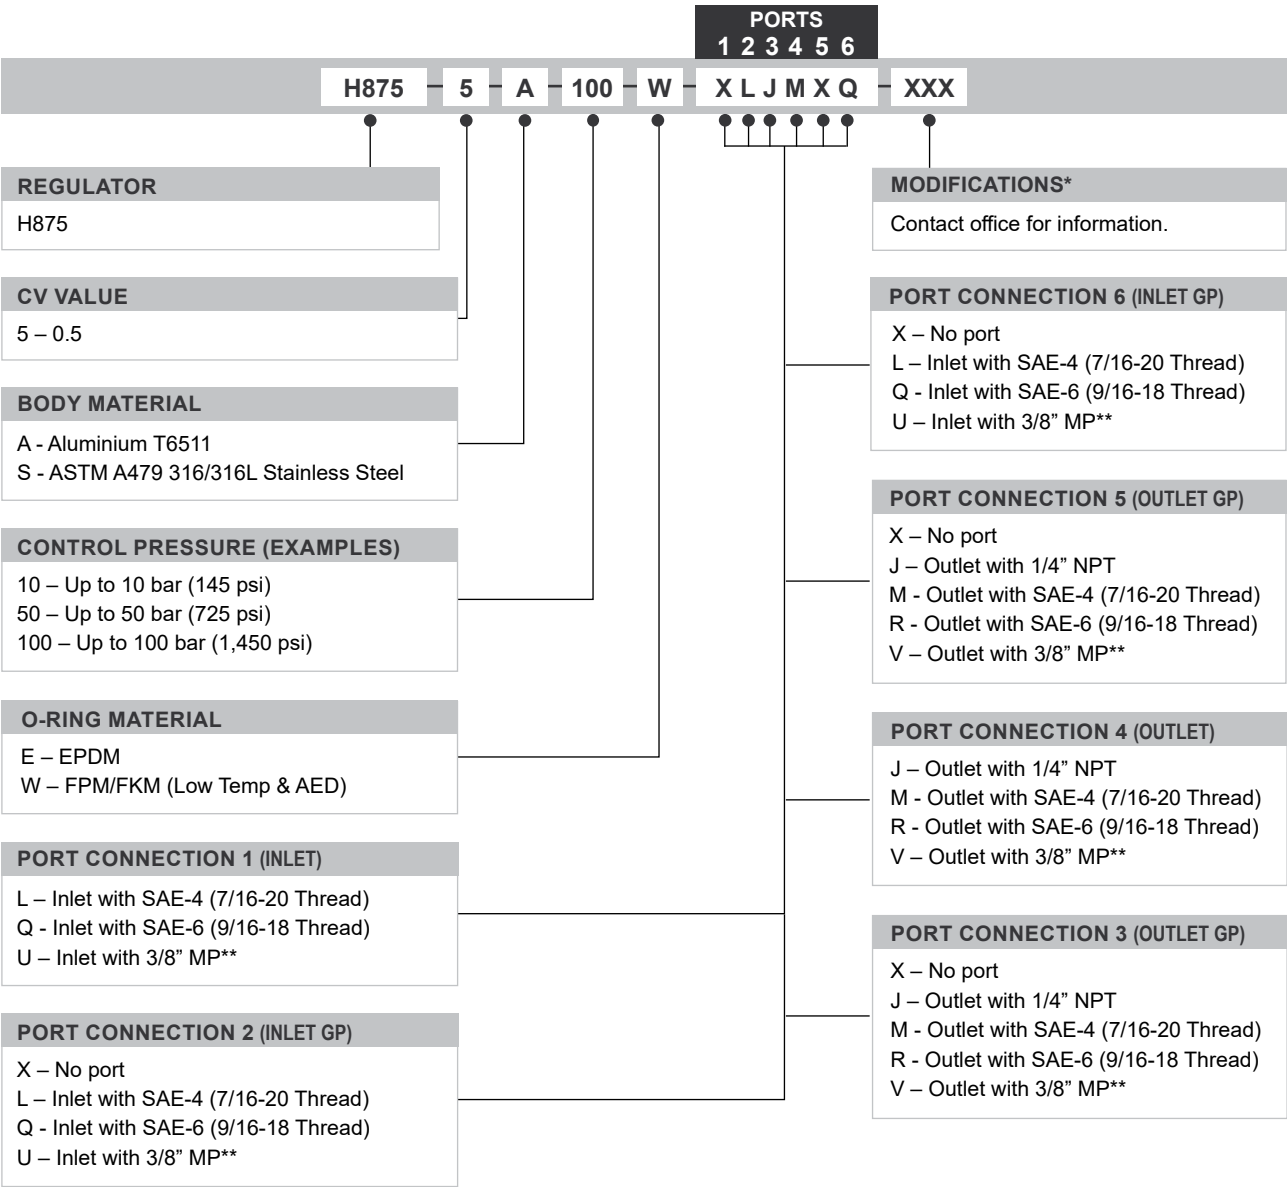 PORTS
1 2 3 4 5 6
H875 - 5 - A - 100 - W - X L J M X Q - XXX
REGULATOR
H875
CV VALUE
5 – 0.5
BODY MATERIAL
A - Aluminium T6511
S - ASTM A479 316/316L Stainless Steel
CONTROL PRESSURE (EXAMPLES)
10 – Up to 10 bar (145 psi)
50 – Up to 50 bar (725 psi)
100 – Up to 100 bar (1,450 psi)
O-RING MATERIAL
E – EPDM
W – FPM/FKM (Low Temp & AED)
PORT CONNECTION 1 (INLET)
L – Inlet with SAE-4 (7/16-20 Thread)
Q - Inlet with SAE-6 (9/16-18 Thread)
U – Inlet with 3/8” MP**
PORT CONNECTION 2 (INLET GP)
X – No port
L – Inlet with SAE-4 (7/16-20 Thread)
Q - Inlet with SAE-6 (9/16-18 Thread)
U – Inlet with 3/8” MP**
MODIFICATIONS*
Contact office for information.
PORT CONNECTION 6 (INLET GP)
X – No port
L – Inlet with SAE-4 (7/16-20 Thread)
Q - Inlet with SAE-6 (9/16-18 Thread)
U – Inlet with 3/8” MP**
PORT CONNECTION 5 (OUTLET GP)
X – No port
J – Outlet with 1/4” NPT
M - Outlet with SAE-4 (7/16-20 Thread)
R - Outlet with SAE-6 (9/16-18 Thread)
V – Outlet with 3/8” MP**
PORT CONNECTION 4 (OUTLET)
J – Outlet with 1/4” NPT
M - Outlet with SAE-4 (7/16-20 Thread)
R - Outlet with SAE-6 (9/16-18 Thread)
V – Outlet with 3/8” MP**
PORT CONNECTION 3 (OUTLET GP)
X – No port
J – Outlet with 1/4” NPT
M - Outlet with SAE-4 (7/16-20 Thread)
R - Outlet with SAE-6 (9/16-18 Thread)
V – Outlet with 3/8” MP**